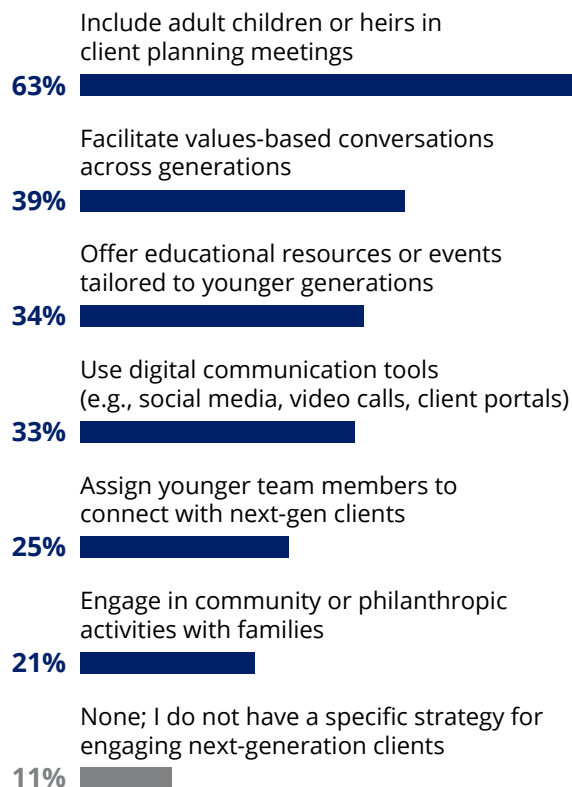 Include adult children or heirs in
client planning meetings
63%
Facilitate values-based conversations
across generations
39%
Offer educational resources or events
tailored to younger generations
34%
Use digital communication tools
(e.g., social media, video calls, client portals)
33%
Assign younger team members to
connect with next-gen clients
25%
Engage in community or philanthropic
activities with families
21%
None; I do not have a specific strategy for
engaging next-generation clients
11%